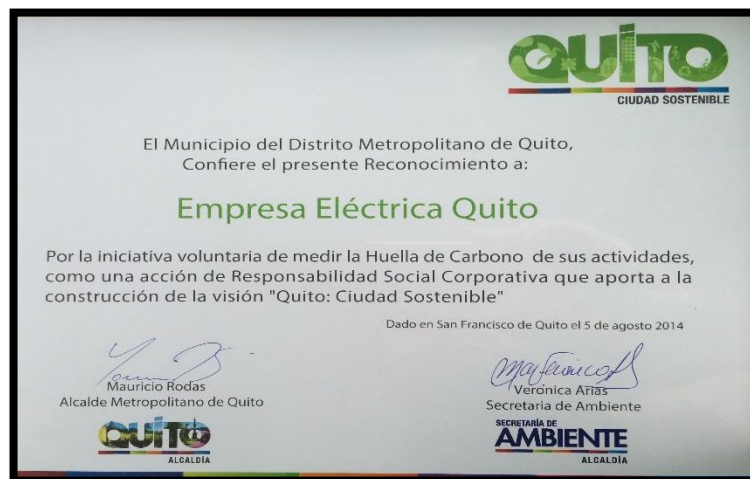 QUITO
CIUDAD SOSTENIBLE
El Municipio del Distrito Metropolitano de Quito,
Confiere el presente Reconocimiento a:
Empresa Eléctrica Quito
Por la iniciativa voluntaria de medir la Huella de Carbono de sus actividades,
como una acción de Responsabilidad Social Corporativa que aporta a la
construcción de la visión "Quito: Ciudad Sostenible"
Dado en San Francisco de Quito el 5 de agosto 2014
Mauricio Rodas
Alcalde Metropolitano de Quito
QUITO
ALCALDÍA
Verónica Arias
Secretaria de Ambiente
SECRETARÍA DE
AMBIENTE
ALCALDÍA